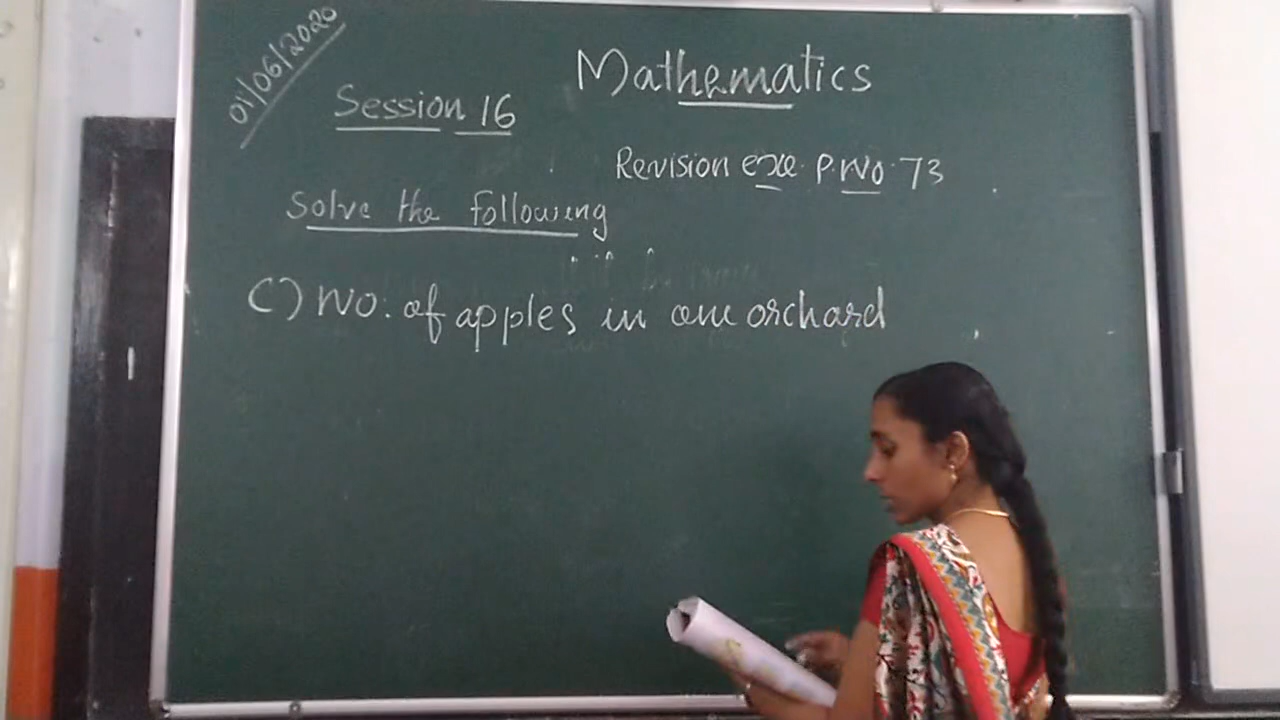 01/06/2020
Mathematics
Session 16
Revision exe. P. No. 73
Solve the following
C) No. of apples in one orchard